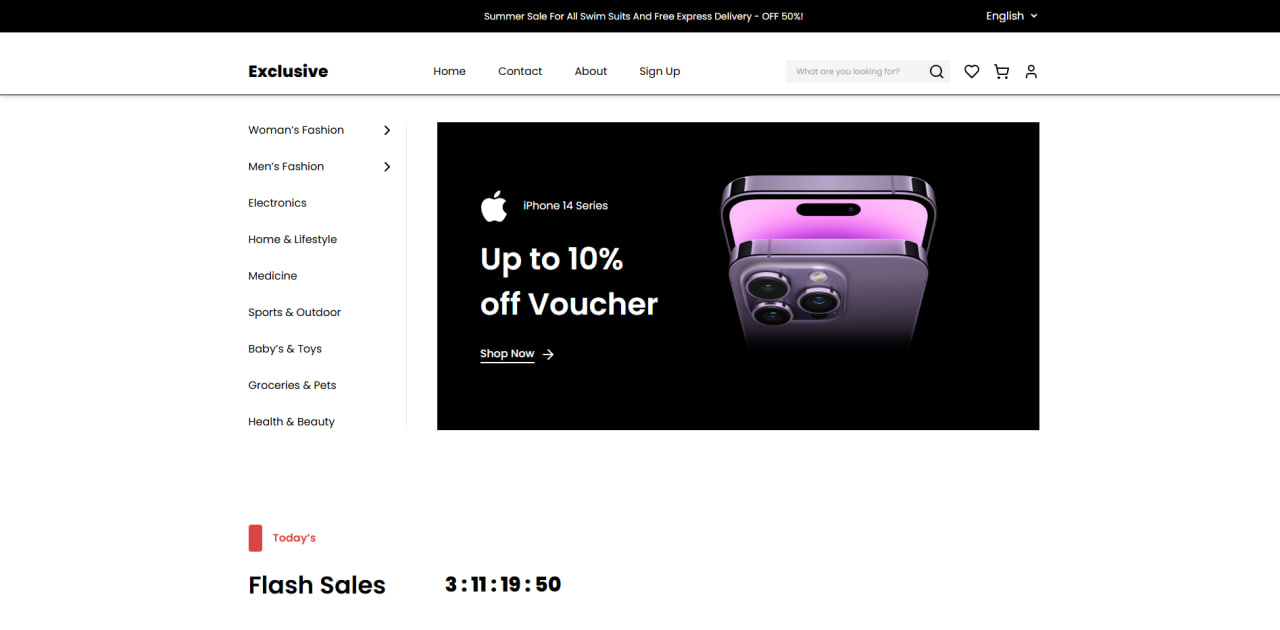 Summer Sale For All Swim Suits And Free Express Delivery - OFF 50%!
English
Exclusive
Home
Contact
About
Sign Up
What are you looking for?
Woman's Fashion
Men's Fashion
Electronics
Home & Lifestyle
Medicine
Sports & Outdoor
Baby's & Toys
Groceries & Pets
Health & Beauty
iPhone 14 Series
Up to 10%
off Voucher
Shop Now
Today's
Flash Sales
3 : 11 : 19 : 50